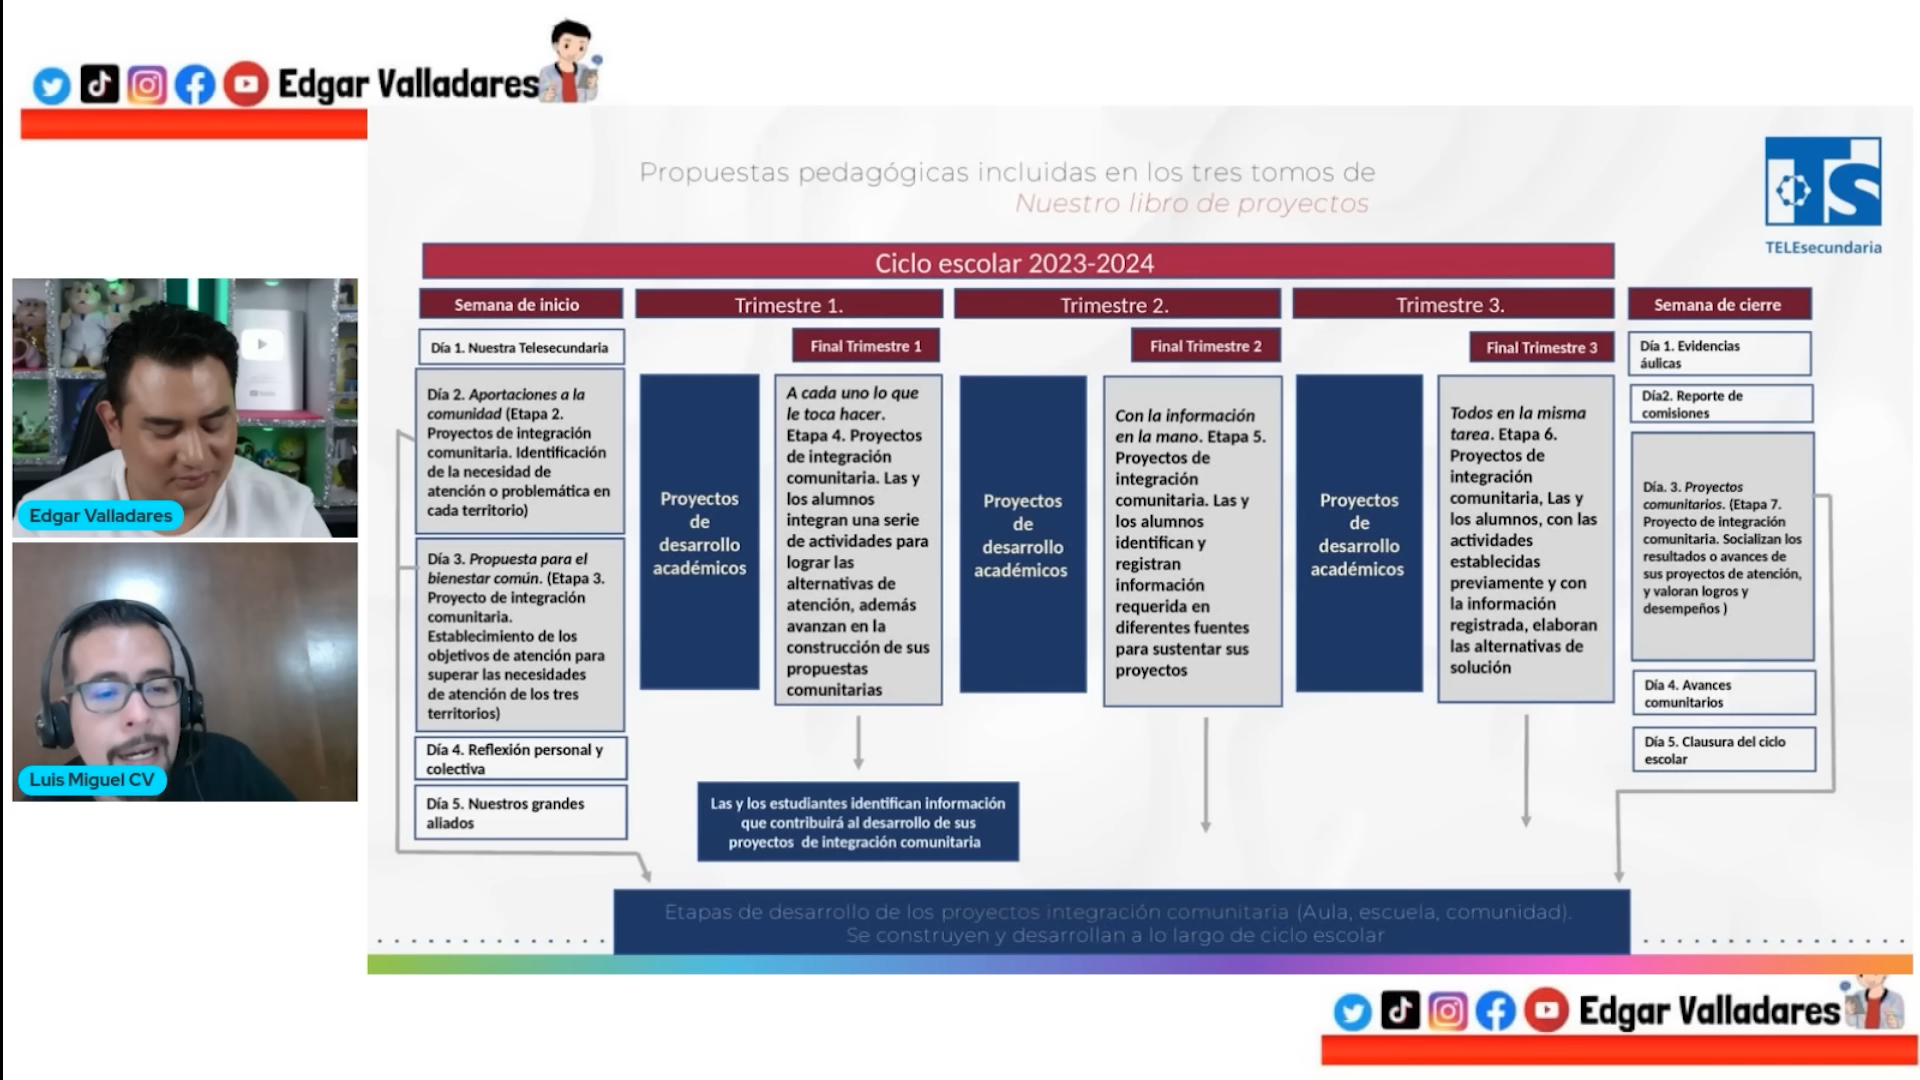 Edgar Valladares
Propuestas pedagógicas incluidas en los tres tomos de
Nuestro libro de proyectos
TS
TELEsecundaria
Ciclo escolar 2023-2024
Semana de inicio
Día 1. Nuestra Telesecundaria
Día 2. Aportaciones a la
comunidad (Etapa 2.
Proyectos de integración
comunitaria. Identificación
de la necesidad de
atención o problemática en
cada territorio)
Día 3. Propuesta para el
bienestar común. (Etapa 3.
Proyecto de integración
comunitaria.
Establecimiento de los
objetivos de atención para
superar las necesidades
de atención de los tres
territorios)
Día 4. Reflexión personal y
colectiva
Día 5. Nuestros grandes
aliados
Trimestre 1.
Final Trimestre 1
Proyectos
de
desarrollo
académicos
A cada uno lo que
le toca hacer.
Etapa 4. Proyectos
de integración
comunitaria. Las y
los alumnos
integran una serie
de actividades para
lograr las
alternativas de
atención, además
avanzan en la
construcción de sus
propuestas
comunitarias
Las y los estudiantes identifican información
que contribuirá al desarrollo de sus
proyectos de integración comunitaria
Trimestre 2.
Final Trimestre 2
Proyectos
de
desarrollo
académicos
Con la información
en la mano. Etapa 5.
Proyectos de
integración
comunitaria. Las y
los alumnos
identifican y
registran
información
requerida en
diferentes fuentes
para sustentar sus
proyectos
Trimestre 3.
Final Trimestre 3
Proyectos
de
desarrollo
académicos
Todos en la misma
tarea. Etapa 6.
Proyectos de
integración
comunitaria, Las y
los alumnos, con las
actividades
establecidas
previamente y con
la información
registrada, elaboran
las alternativas de
solución
Semana de cierre
Día 1. Evidencias
áulicas
Día2. Reporte de
comisiones
Día. 3. Proyectos
comunitarios. (Etapa 7.
Proyecto de integración
comunitaria. Socializan los
resultados o avances de
sus proyectos de atención,
y valoran logros y
desempeños )
Día 4. Avances
comunitarios
Día 5. Clausura del ciclo
escolar
Etapas de desarrollo de los proyectos integración comunitaria (Aula, escuela, comunidad).
Se construyen y desarrollan a lo largo de ciclo escolar
Edgar Valladares
Luis Miguel CV
Edgar Valladares